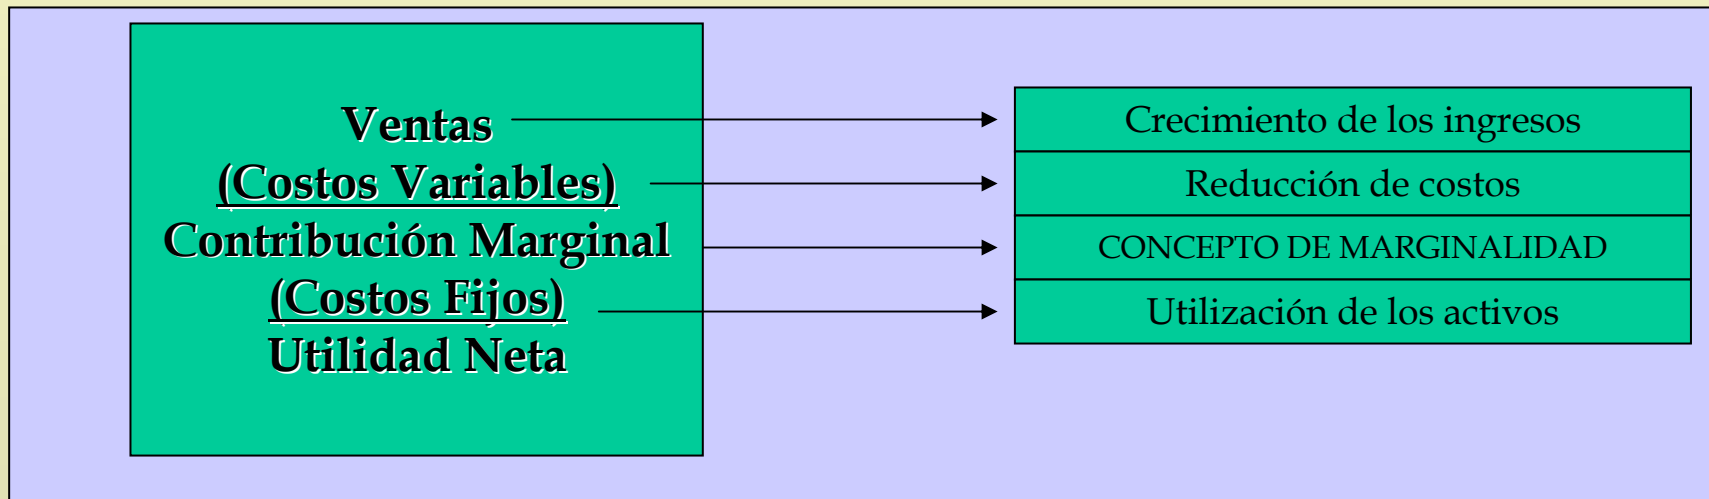 Ventas
(Costos Variables)
Contribución Marginal
(Costos Fijos)
Utilidad Neta
Crecimiento de los ingresos
Reducción de costos
CONCEPTO DE MARGINALIDAD
Utilización de los activos